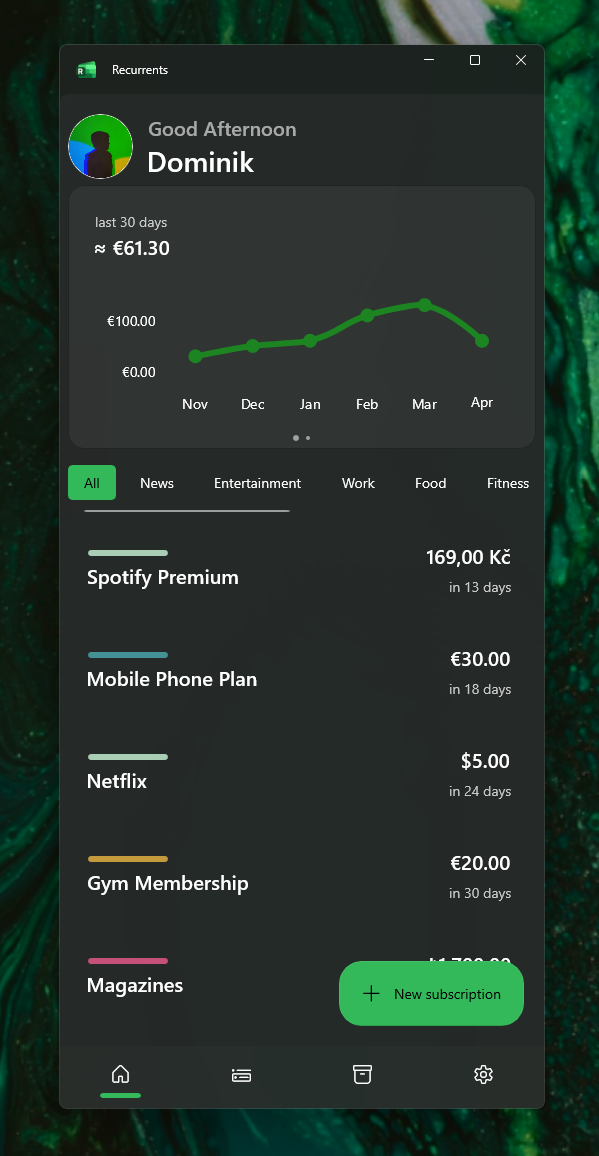 R
Recurrents
Good Afternoon
Dominik
last 30 days
≈ €61.30
€100.00
€0.00
Nov Dec Jan Feb Mar Apr
All News Entertainment Work Food Fitness
Spotify Premium
169,00 Kč
in 13 days
Mobile Phone Plan
€30.00
in 18 days
Netflix
$5.00
in 24 days
Gym Membership
€20.00
in 30 days
Magazines
New subscription